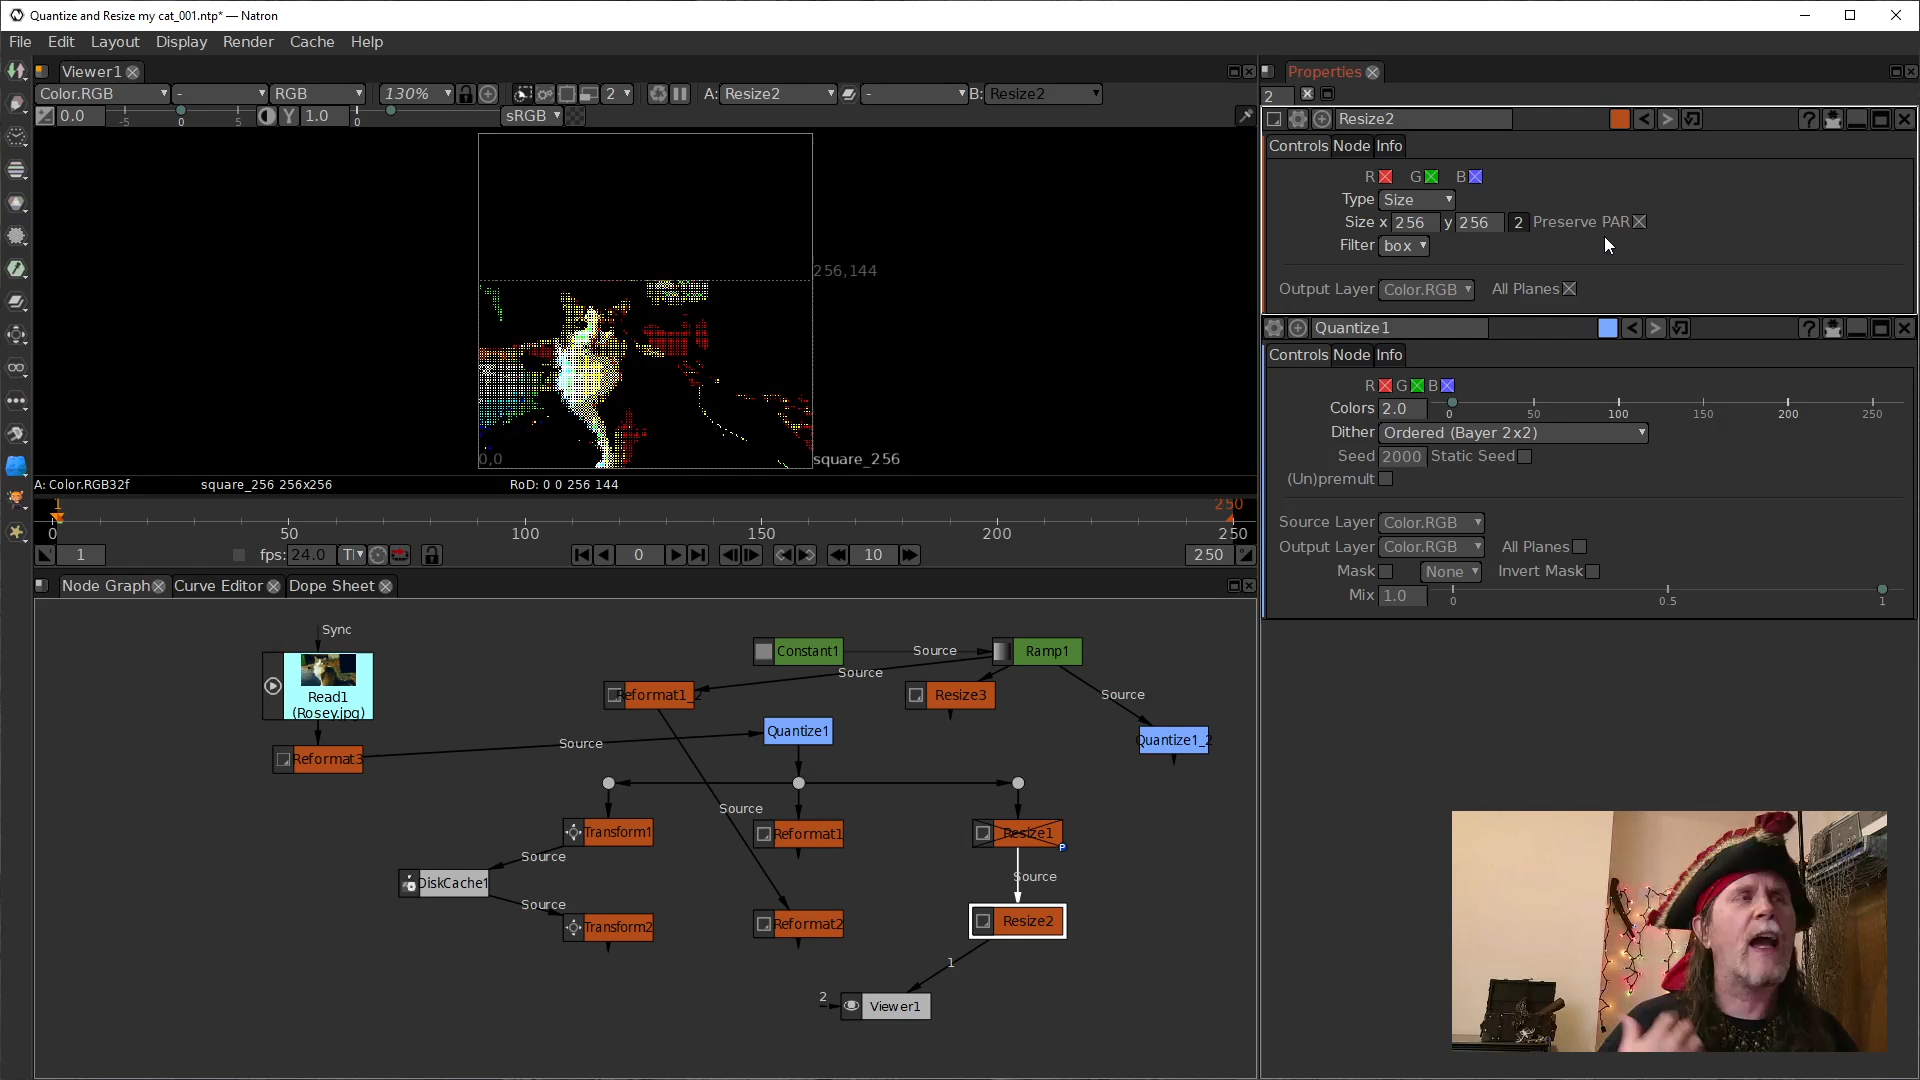 Quantize and Resize my cat_001.ntp* — Natron
File Edit Layout Display Render Cache Help
Viewer1
Color.RGB - RGB 130% 2 A: Resize2 - B: Resize2
0.0 -5 0 5 Y 1.0 0 sRGB
256,144
0,0
square_256
A: Color.RGB32f square_256 256x256 RoD: 0 0 256 144
1 250
0 50 100 150 200 250
1 fps: 24.0 0 10 250
Node Graph Curve Editor Dope Sheet
Sync
Read1
(Rosey.jpg)
Reformat3
Source
Constant1
Source
Ramp1
Source
Reformat1_2
Resize3
Source
Quantize1
Quantize1_2
Source
Transform1
Reformat1
Resize1
P
Source
Source
DiskCache1
Source
Transform2
Reformat2
Resize2
1
2
Viewer1
Properties
2
Resize2
?
Controls Node Info
R G B
Type Size
Size x 256 y 256 2 Preserve PAR
Filter box
Output Layer Color.RGB All Planes
Quantize1
?
Controls Node Info
R G B
Colors 2.0 0 50 100 150 200 250
Dither Ordered (Bayer 2x2)
Seed 2000 Static Seed
(Un)premult
Source Layer Color.RGB
Output Layer Color.RGB All Planes
Mask None Invert Mask
Mix 1.0 0 0.5 1